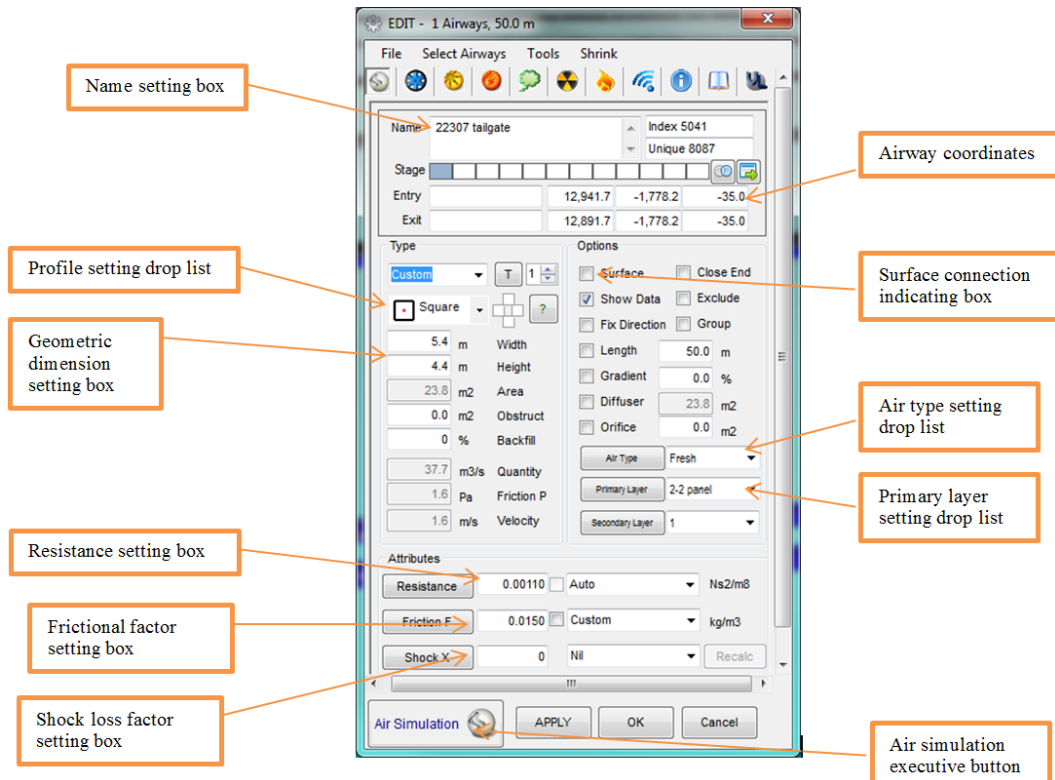 EDIT - 1 Airways, 50.0 m
x
File Select Airways Tools Shrink
Name setting box
Name 22307 tailgate
Index 5041
Unique 8087
Stage
Entry 12,941.7 -1,778.2 -35.0
Exit 12,891.7 -1,778.2 -35.0
Airway coordinates
Type
Custom T 1
Square ?
5.4 m Width
4.4 m Height
23.8 m2 Area
0.0 m2 Obstruct
0 % Backfill
37.7 m3/s Quantity
1.6 Pa Friction P
1.6 m/s Velocity
Profile setting drop list
Geometric
dimension
setting box
Options
Surface Close End
Show Data Exclude
Fix Direction Group
Length 50.0 m
Gradient 0.0 %
Diffuser 23.8 m2
Orifice 0.0 m2
Air Type Fresh
Primary Layer 2-2 panel
Secondary Layer 1
Surface connection
indicating box
Air type setting
drop list
Primary layer
setting drop list
Attributes
Resistance 0.00110 Auto Ns2/m8
Friction F 0.0150 Custom kg/m3
Shock X 0 Nil Recalc
Resistance setting box
Frictional factor
setting box
Shock loss factor
setting box
Air Simulation APPLY OK Cancel
Air simulation
executive button